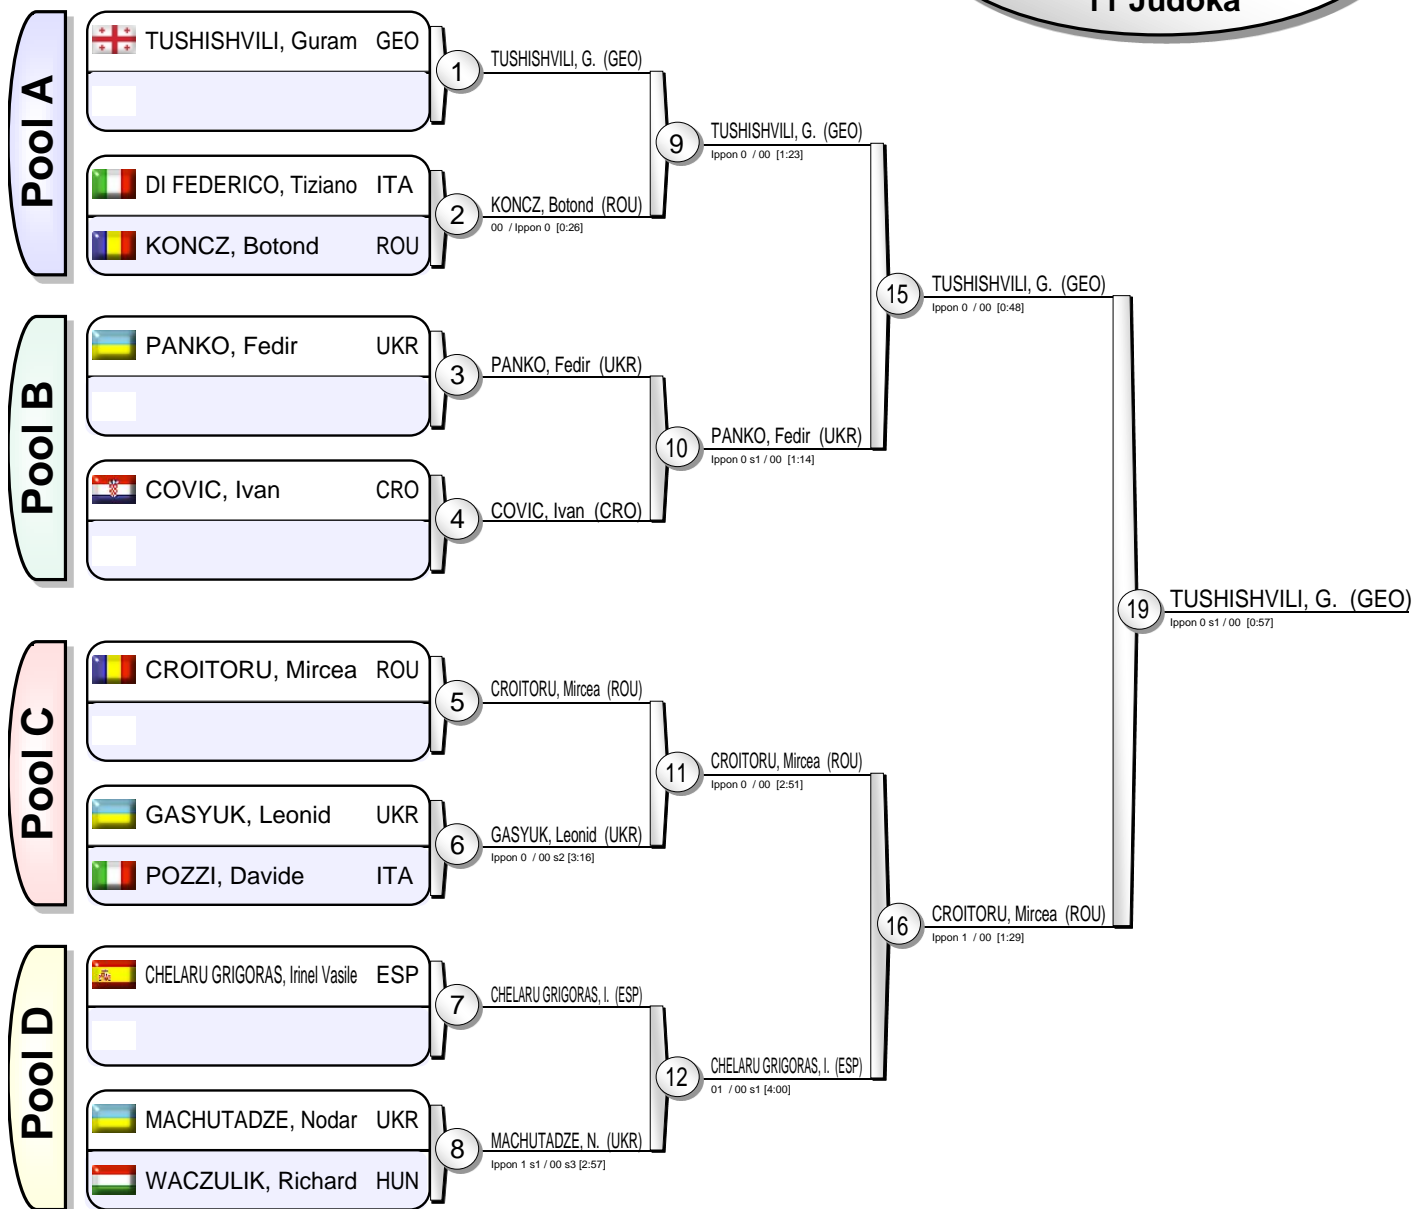 11 Judoka
Pool A
TUSHISHVILI, Guram GEO
1
TUSHISHVILI, G. (GEO)
DI FEDERICO, Tiziano ITA
KONCZ, Botond ROU
2
KONCZ, Botond (ROU)
00 / Ippon 0 [0:26]
9
TUSHISHVILI, G. (GEO)
Ippon 0 / 00 [1:23]
Pool B
PANKO, Fedir UKR
3
PANKO, Fedir (UKR)
COVIC, Ivan CRO
4
COVIC, Ivan (CRO)
10
PANKO, Fedir (UKR)
Ippon 0 s1 / 00 [1:14]
15
TUSHISHVILI, G. (GEO)
Ippon 0 / 00 [0:48]
Pool C
CROITORU, Mircea ROU
5
CROITORU, Mircea (ROU)
GASYUK, Leonid UKR
POZZI, Davide ITA
6
GASYUK, Leonid (UKR)
Ippon 0 / 00 s2 [3:16]
11
CROITORU, Mircea (ROU)
Ippon 0 / 00 [2:51]
Pool D
CHELARU GRIGORAS, Irinel Vasile ESP
7
CHELARU GRIGORAS, I. (ESP)
MACHUTADZE, Nodar UKR
WACZULIK, Richard HUN
8
MACHUTADZE, N. (UKR)
Ippon 1 s1 / 00 s3 [2:57]
12
CHELARU GRIGORAS, I. (ESP)
01 / 00 s1 [4:00]
16
CROITORU, Mircea (ROU)
Ippon 1 / 00 [1:29]
19
TUSHISHVILI, G. (GEO)
Ippon 0 s1 / 00 [0:57]